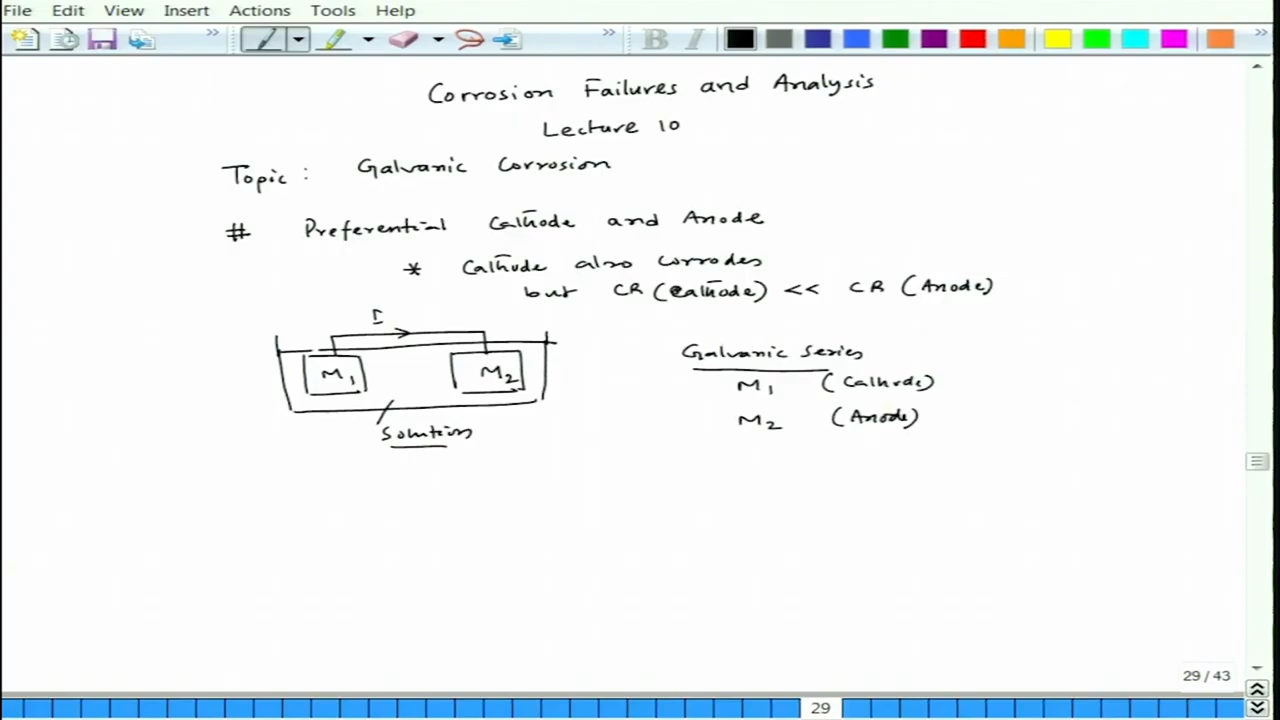 File Edit View Insert Actions Tools Help
B I
Corrosion Failures and Analysis
Lecture 10
Topic : Galvanic Corrosion
# Preferential Cathode and Anode
* Cathode also corrodes
but CR (Cathode) << CR (Anode)
I
M1 M2
Solution
Galvanic Series
M1 (Cathode)
M2 (Anode)
29 / 43
29